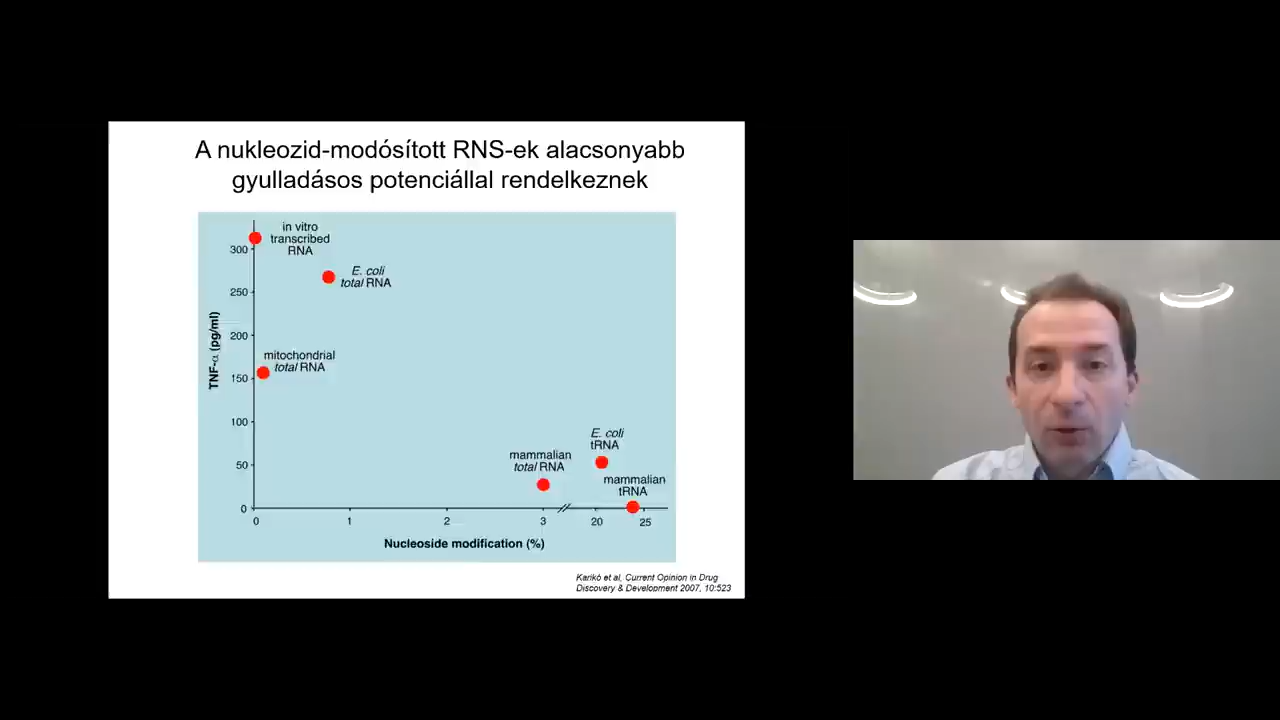 A nukleozid-módósított RNS-ek alacsonyabb
gyulladásos potenciállal rendelkeznek
in vitro
transcribed
RNA
E. coli
total RNA
mitochondrial
total RNA
E. coli
tRNA
mammalian
total RNA
mammalian
tRNA
TNF-α (pg/ml)
300
250
200
150
100
50
0
0
1
2
3
20
25
Nucleoside modification (%)
Karikó et al, Current Opinion in Drug
Discovery & Development 2007, 10:523